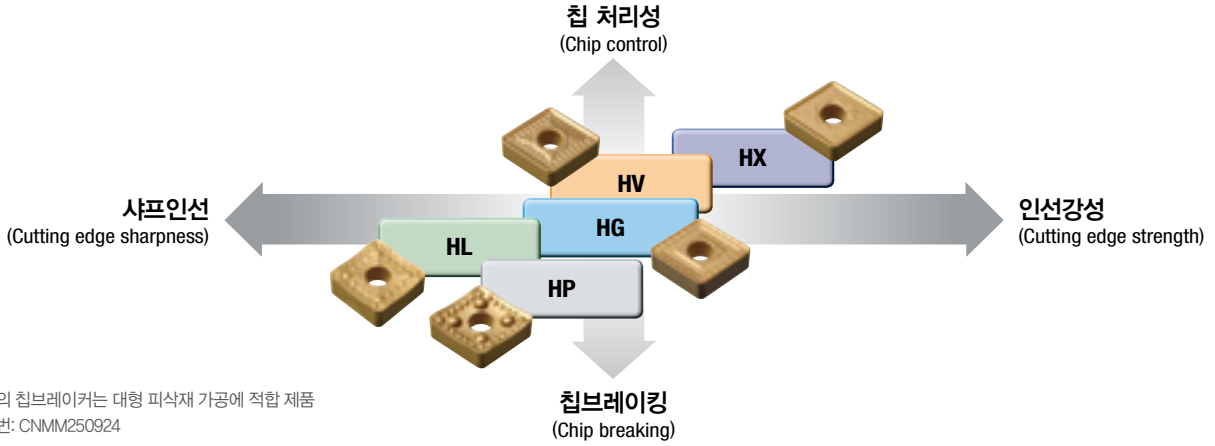 칩 처리성
(Chip control)
HX
HV
샤프인선
(Cutting edge sharpness)
HG
인선강성
(Cutting edge strength)
HL
HP
의 칩브레이커는 대형 피삭재 가공에 적합 제품
번: CNMM250924
칩브레이킹
(Chip breaking)